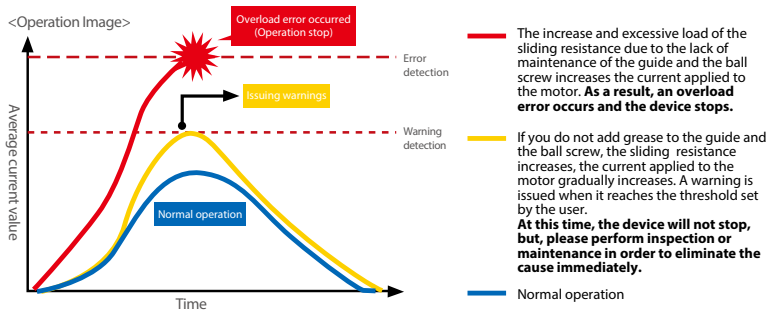 <Operation Image>
Overload error occurred
(Operation stop)
Error
detection
Issuing warnings
Warning
detection
Normal operation
Average current value
Time
The increase and excessive load of the
sliding resistance due to the lack of
maintenance of the guide and the ball
screw increases the current applied to
the motor. As a result, an overload
error occurs and the device stops.
If you do not add grease to the guide and
the ball screw, the sliding resistance
increases, the current applied to the
motor gradually increases. A warning is
issued when it reaches the threshold set
by the user.
At this time, the device will not stop,
but, please perform inspection or
maintenance in order to eliminate the
cause immediately.
Normal operation